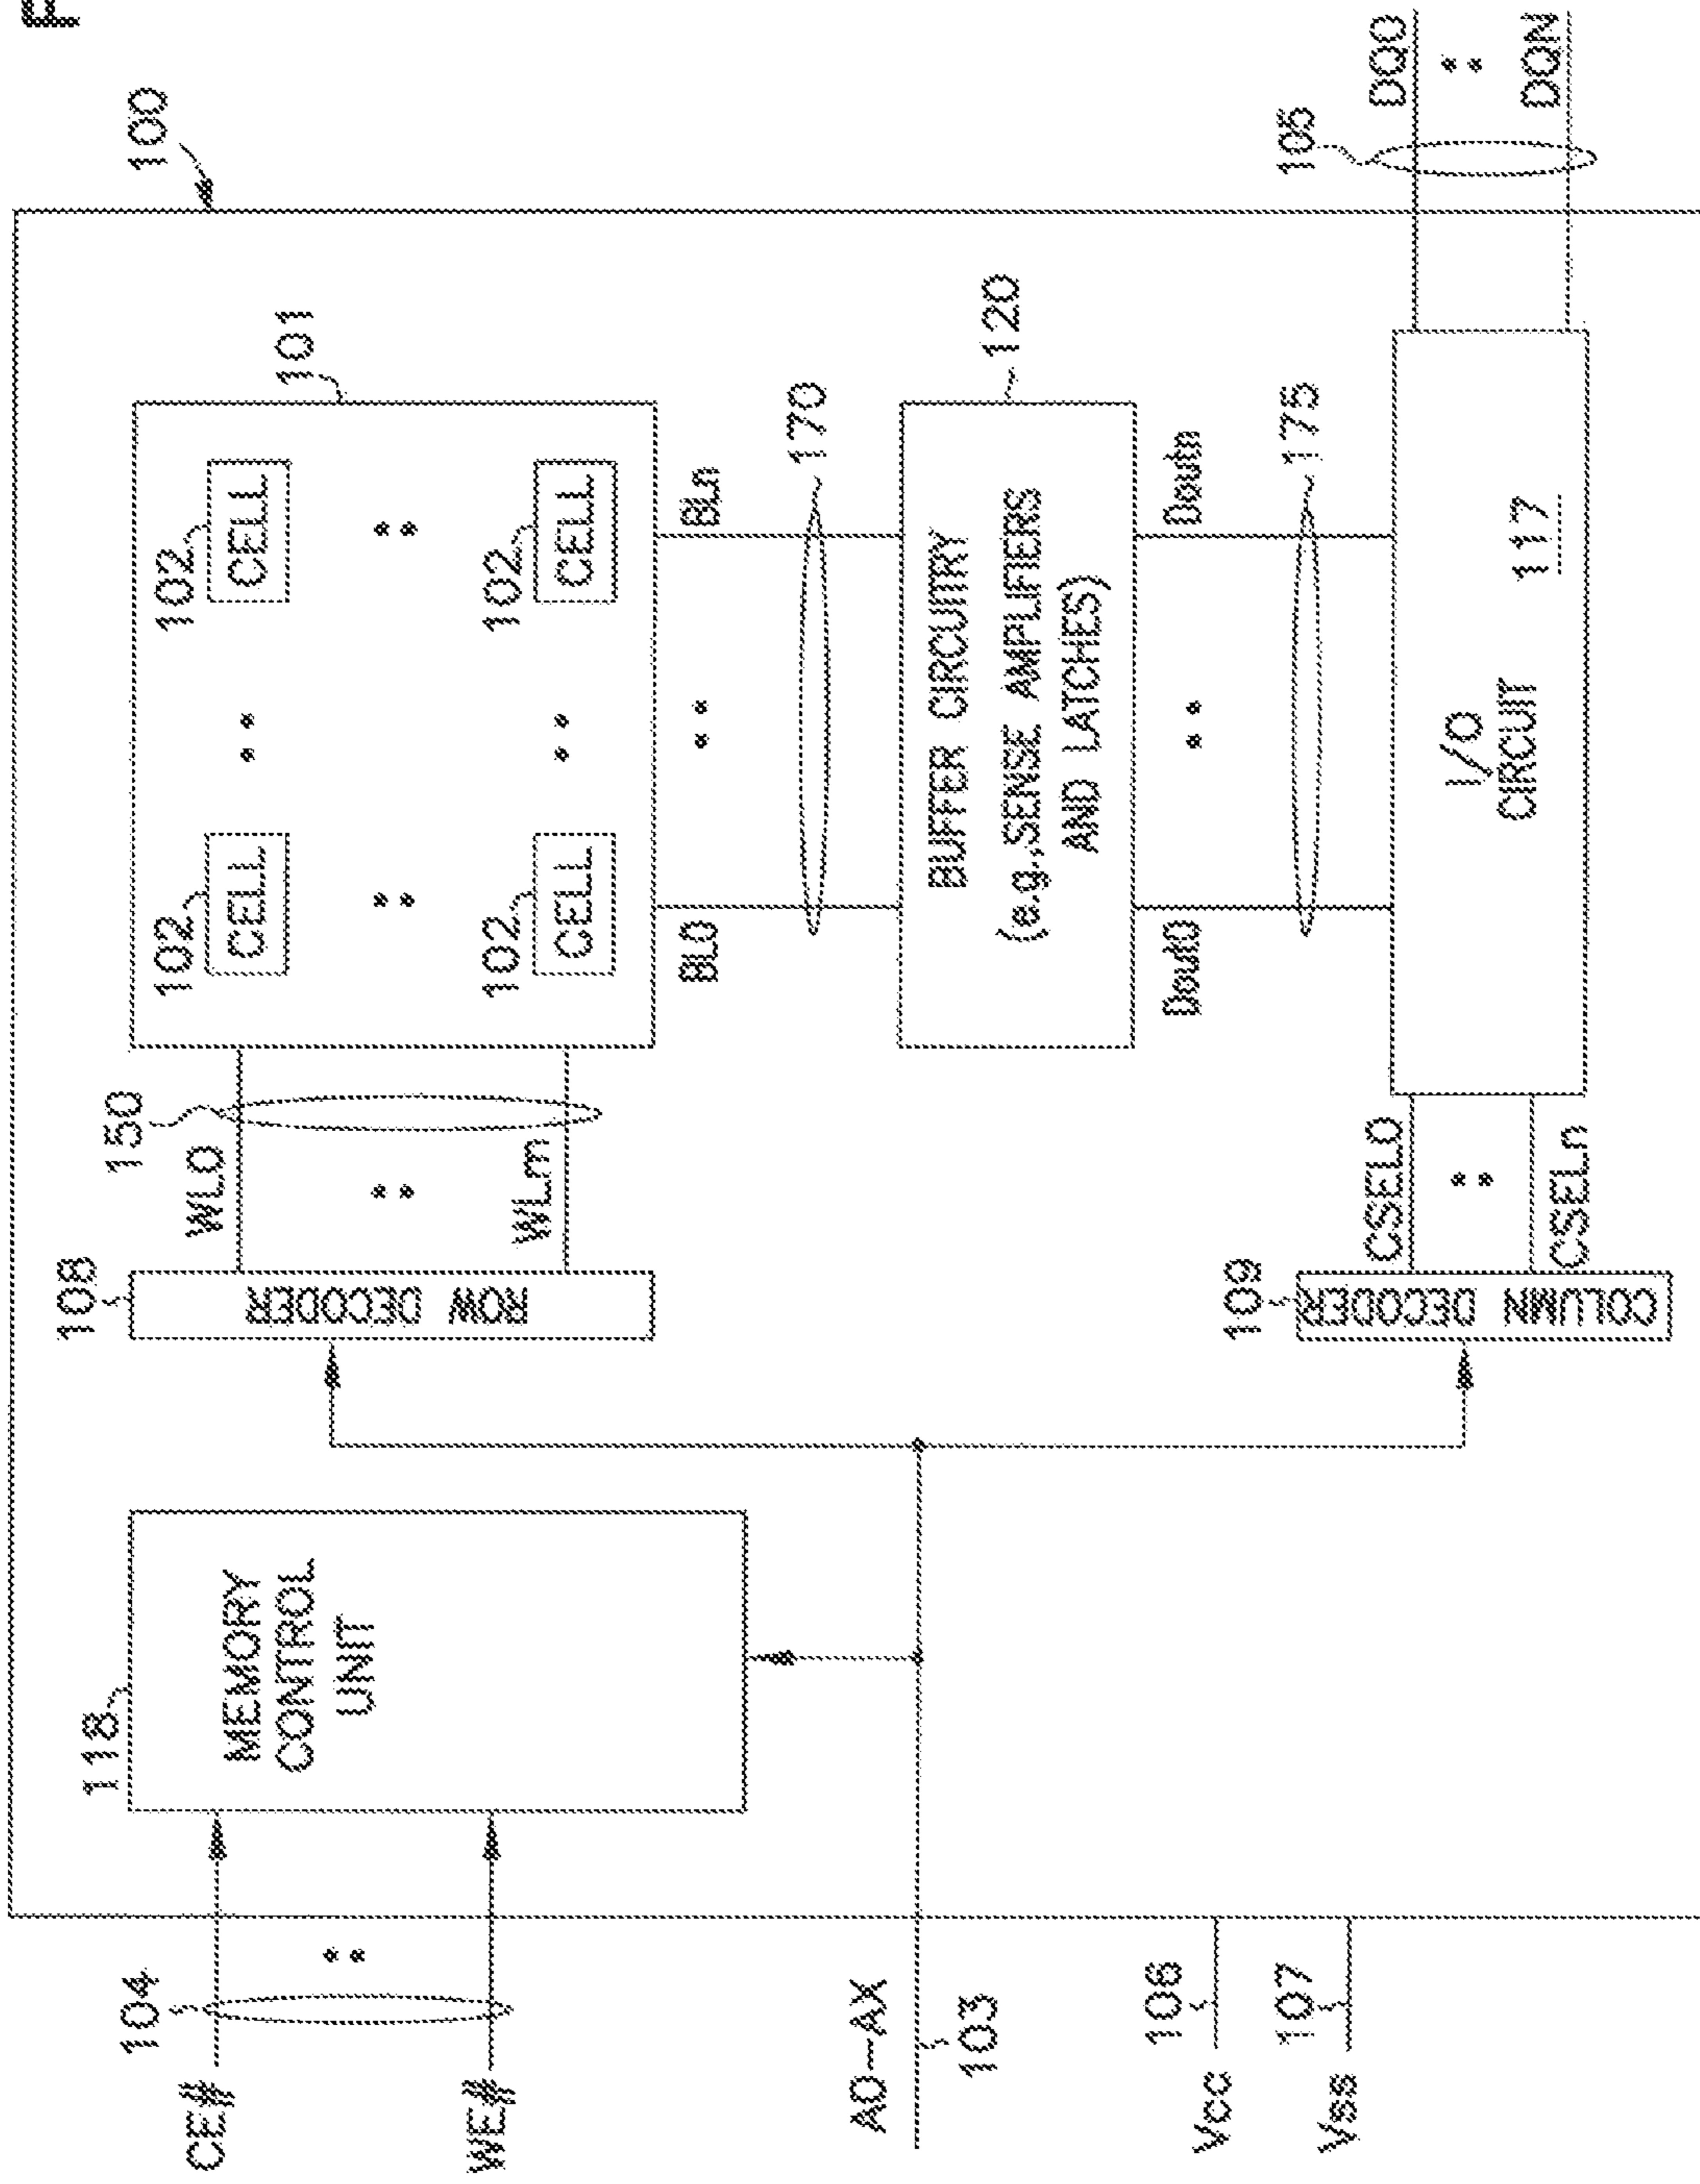 F
100
118
MEMORY
CONTROL
UNIT
108
ROW DECODER
150
WL0
WLm
101
102
CELL
102
CELL
102
CELL
102
CELL
104
CE#
WE#
BL0
BLn
170
120
BUFFER CIRCUITRY
(e.g.,SENSE AMPLIFIERS
AND LATCHES)
A0—AX
103
Dout0
Doutn
175
Vcc
106
Vss
107
109
COLUMN DECODER
CSEL0
CSELn
I/O
CIRCUIT
117
105
DQ0
DQN